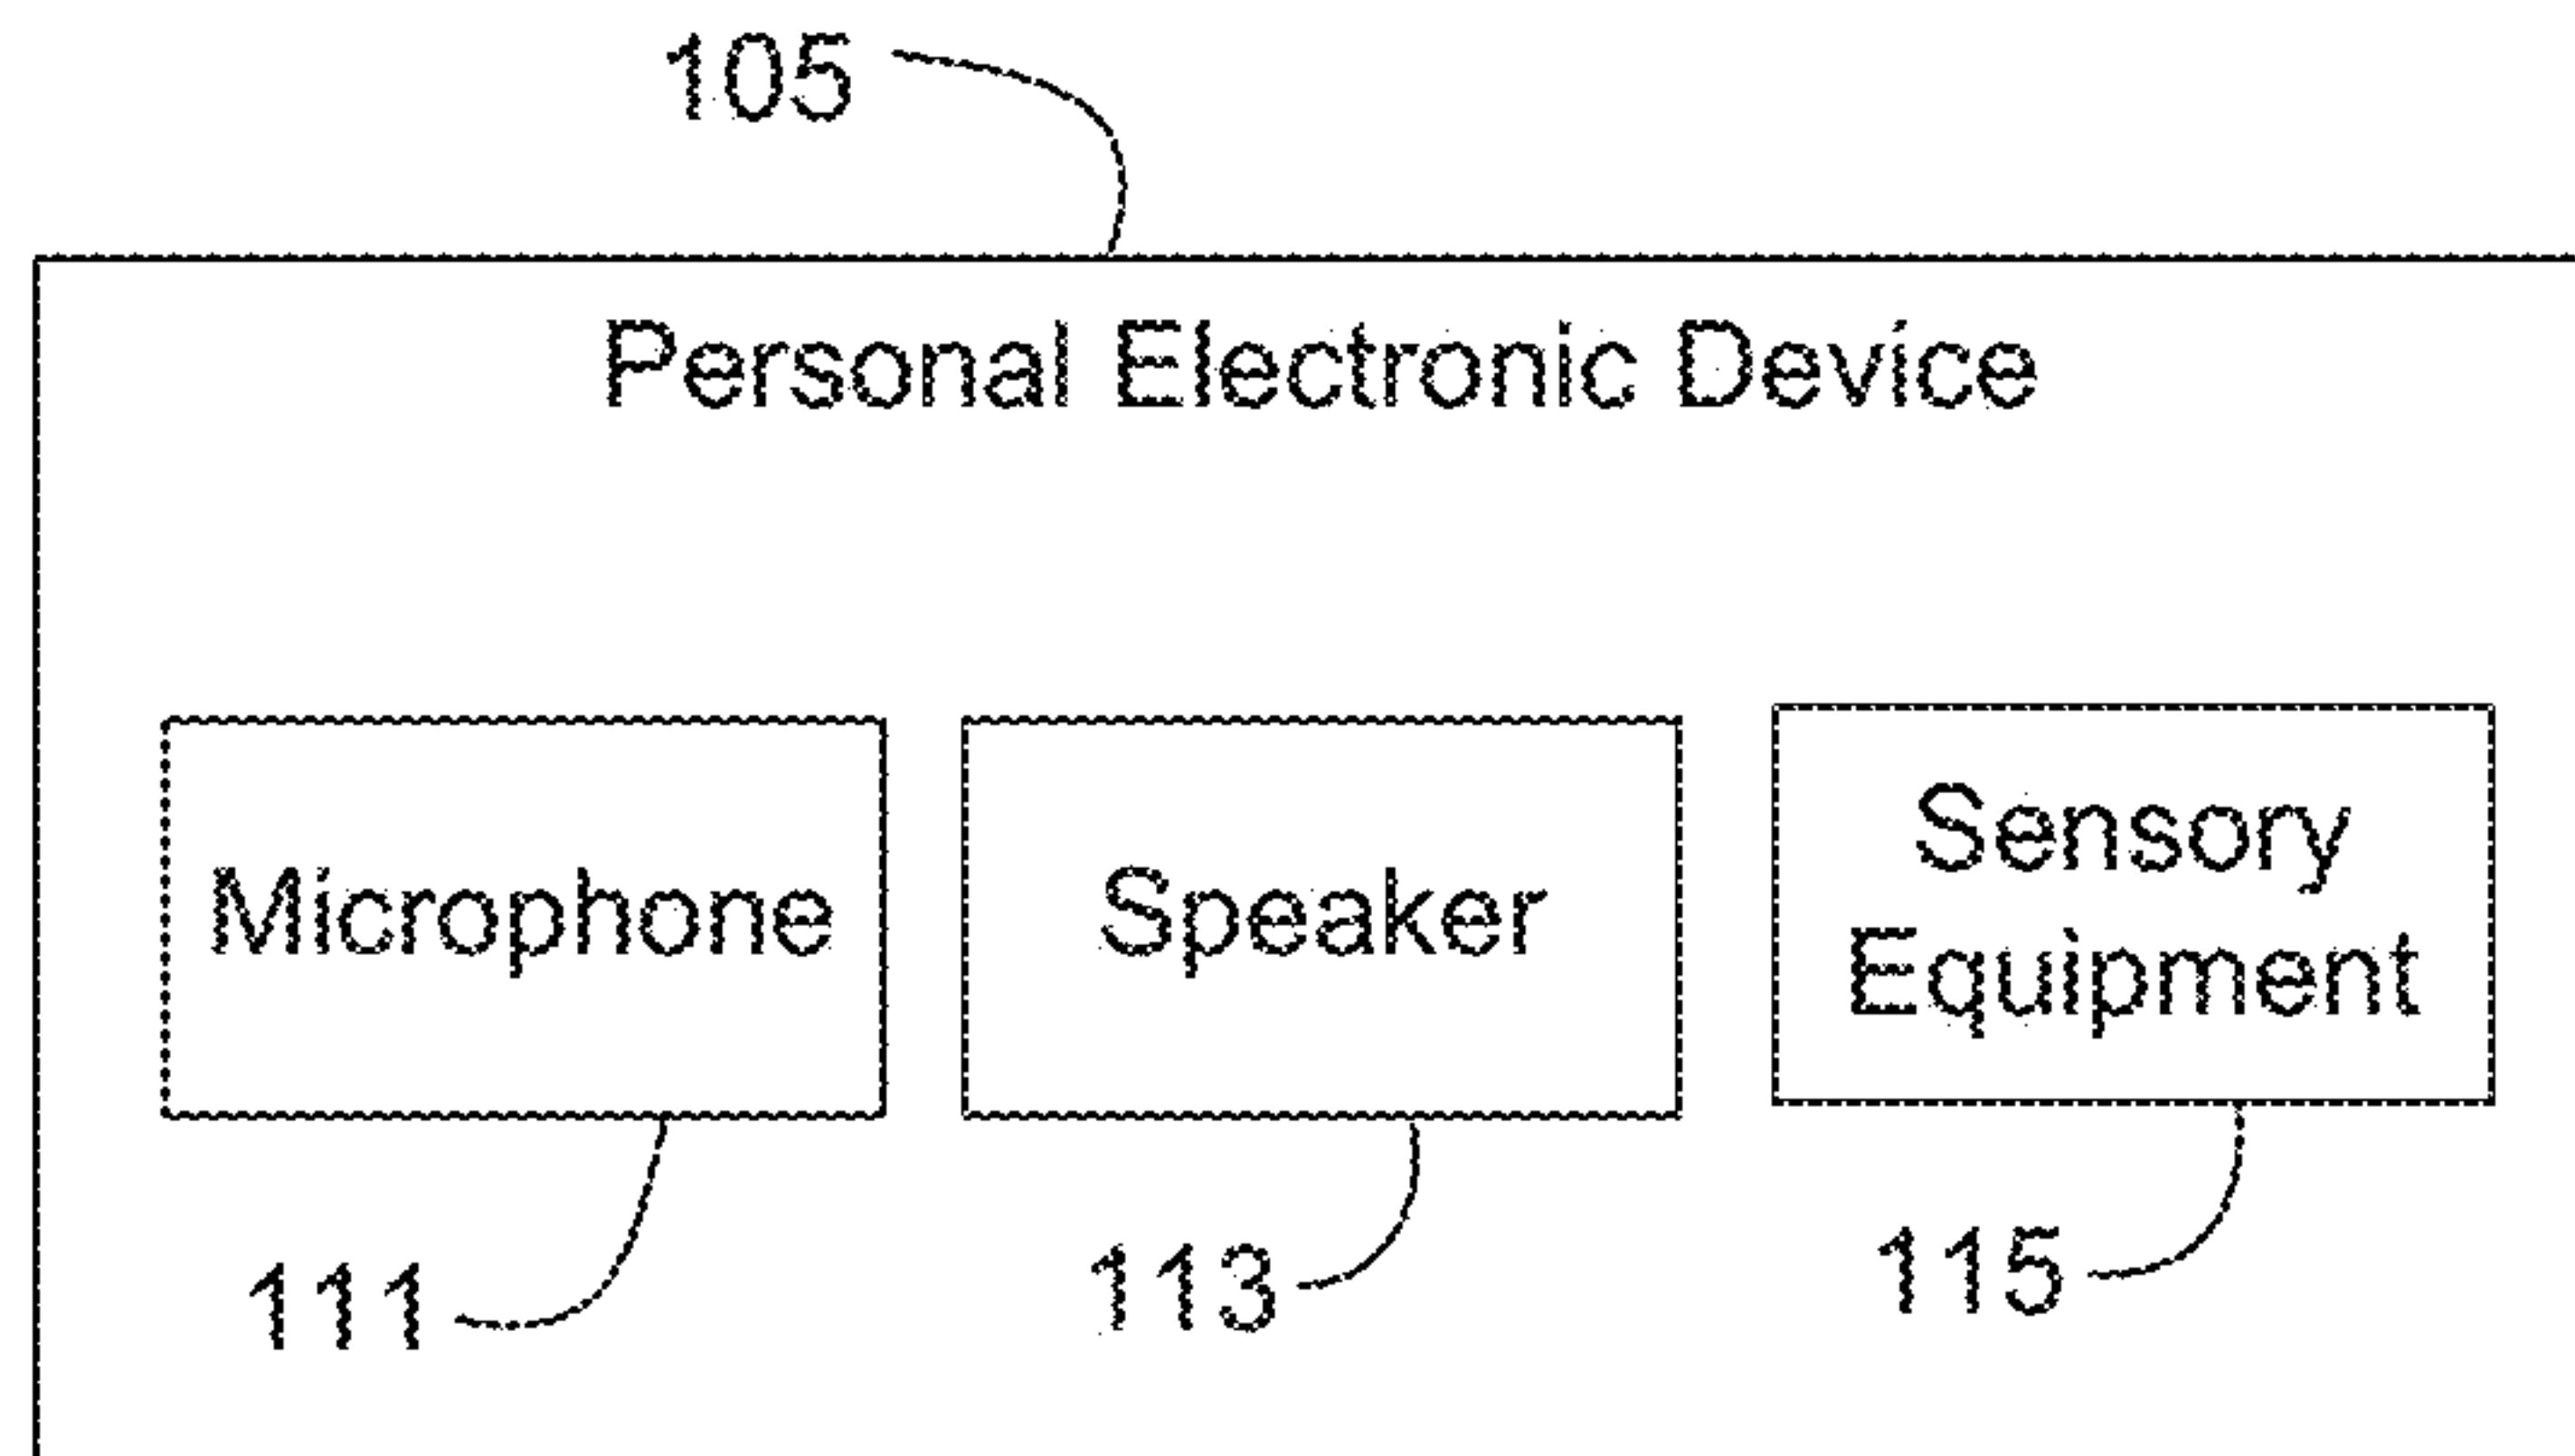 105
Personal Electronic Device
Microphone
Speaker
Sensory
Equipment
111
113
115